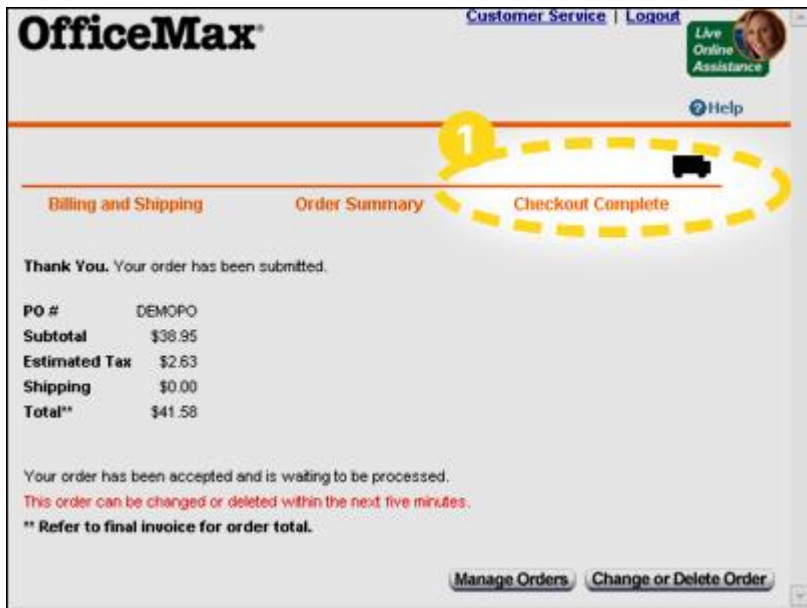 OfficeMax®
Customer Service | Logout
Live
Online
Assistance
Help
1
Billing and Shipping Order Summary Checkout Complete
Thank You. Your order has been submitted.
PO # DEMOPO
Subtotal $38.95
Estimated Tax $2.63
Shipping $0.00
Total** $41.58
Your order has been accepted and is waiting to be processed.
This order can be changed or deleted within the next five minutes.
** Refer to final invoice for order total.
Manage Orders Change or Delete Order